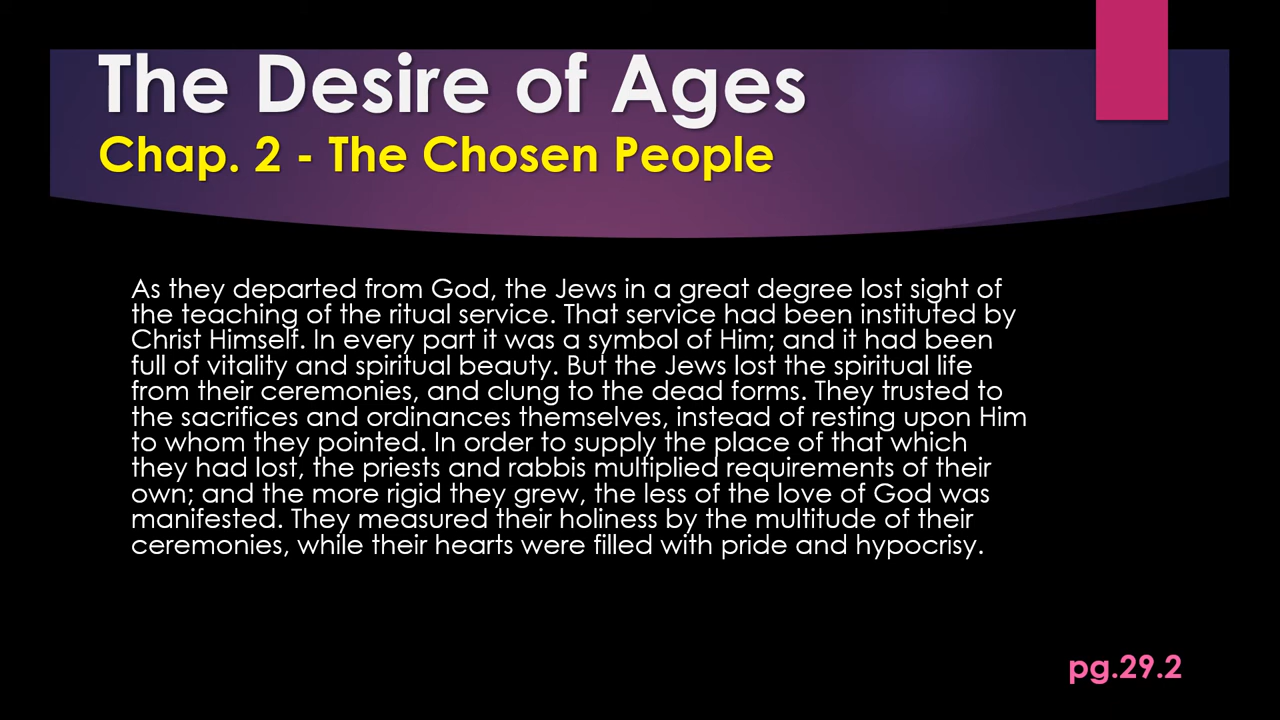 The Desire of Ages
Chap. 2 - The Chosen People
As they departed from God, the Jews in a great degree lost sight of
the teaching of the ritual service. That service had been instituted by
Christ Himself. In every part it was a symbol of Him; and it had been
full of vitality and spiritual beauty. But the Jews lost the spiritual life
from their ceremonies, and clung to the dead forms. They trusted to
the sacrifices and ordinances themselves, instead of resting upon Him
to whom they pointed. In order to supply the place of that which
they had lost, the priests and rabbis multiplied requirements of their
own; and the more rigid they grew, the less of the love of God was
manifested. They measured their holiness by the multitude of their
ceremonies, while their hearts were filled with pride and hypocrisy.
pg.29.2